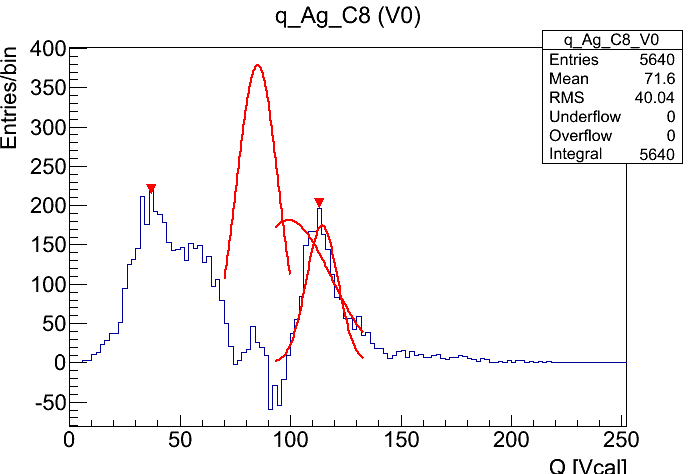 q_Ag_C8 (V0)
q_Ag_C8_V0
Entries 5640
Mean 71.6
RMS 40.04
Underflow 0
Overflow 0
Integral 5640
Entries/bin
400
350
300
250
200
150
100
50
0
-50
0 50 100 150 200 250
Q [Vcal]